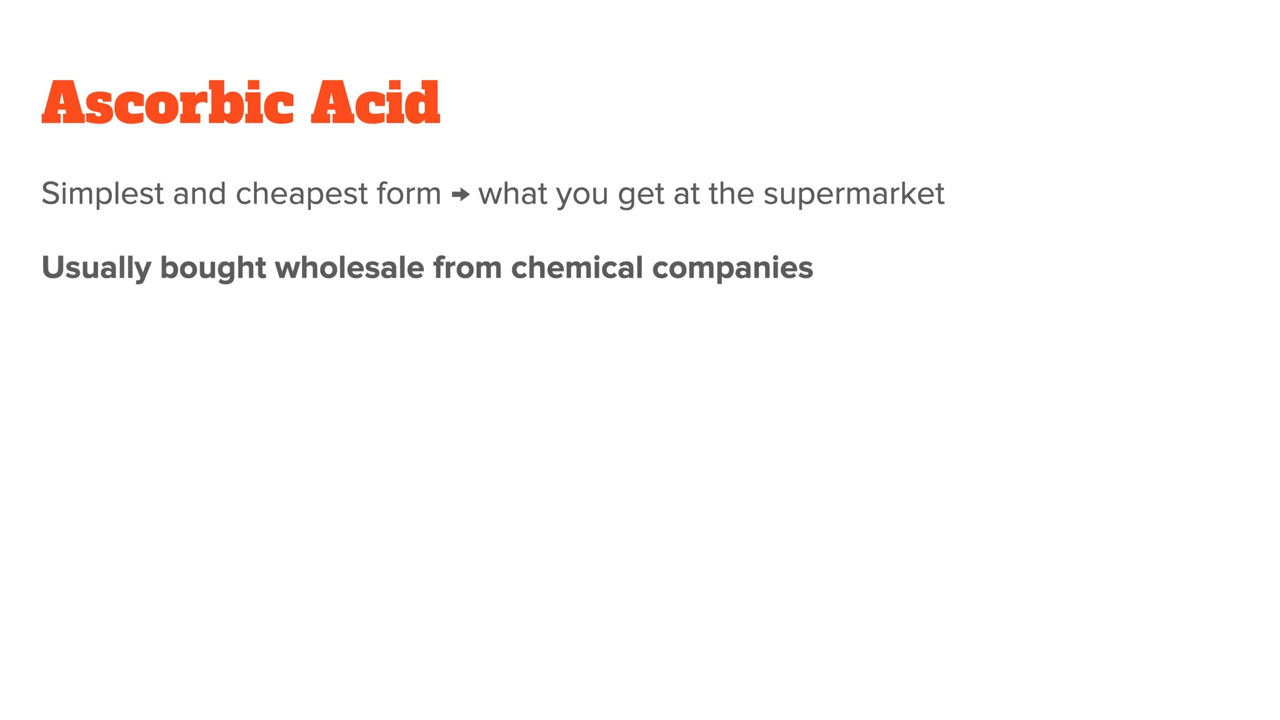 Ascorbic Acid
Simplest and cheapest form → what you get at the supermarket
Usually bought wholesale from chemical companies